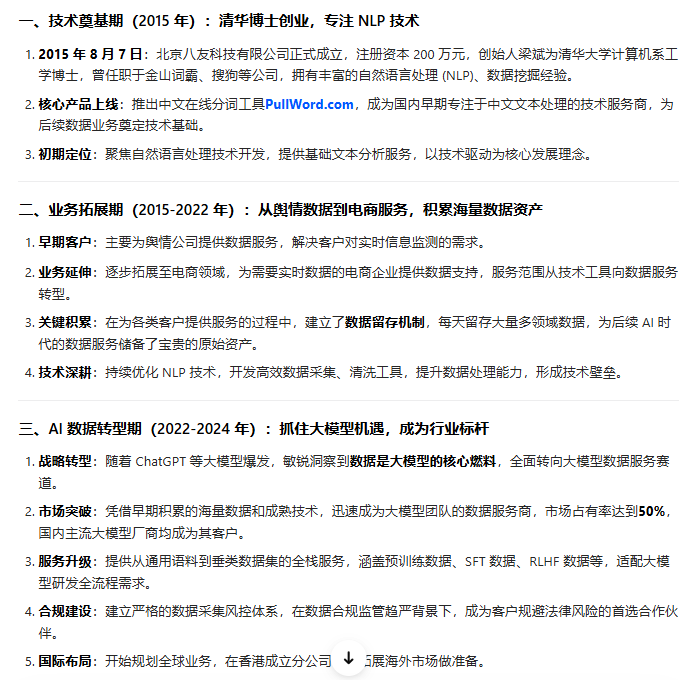 一、技术奠基期（2015 年）：清华博士创业，专注 NLP 技术
1. 2015 年 8 月 7 日：北京八友科技有限公司正式成立，注册资本 200 万元，创始人梁斌为清华大学计算机系工
学博士，曾任职于金山词霸、搜狗等公司，拥有丰富的自然语言处理 (NLP)、数据挖掘经验。
2. 核心产品上线：推出中文在线分词工具PullWord.com，成为国内早期专注于中文文本处理的技术服务商，为
后续数据业务奠定技术基础。
3. 初期定位：聚焦自然语言处理技术开发，提供基础文本分析服务，以技术驱动为核心发展理念。
二、业务拓展期（2015-2022 年）：从舆情数据到电商服务，积累海量数据资产
1. 早期客户：主要为舆情公司提供数据服务，解决客户对实时信息监测的需求。
2. 业务延伸：逐步拓展至电商领域，为需要实时数据的电商企业提供数据支持，服务范围从技术工具向数据服务
转型。
3. 关键积累：在为各类客户提供服务的过程中，建立了数据留存机制，每天留存大量多领域数据，为后续 AI 时
代的数据服务储备了宝贵的原始资产。
4. 技术深耕：持续优化 NLP 技术，开发高效数据采集、清洗工具，提升数据处理能力，形成技术壁垒。
三、AI 数据转型期（2022-2024 年）：抓住大模型机遇，成为行业标杆
1. 战略转型：随着 ChatGPT 等大模型爆发，敏锐洞察到数据是大模型的核心燃料，全面转向大模型数据服务赛
道。
2. 市场突破：凭借早期积累的海量数据和成熟技术，迅速成为大模型团队的数据服务商，市场占有率达到50%，
国内主流大模型厂商均成为其客户。
3. 服务升级：提供从通用语料到垂类数据集的全栈服务，涵盖预训练数据、SFT 数据、RLHF 数据等，适配大模
型研发全流程需求。
4. 合规建设：建立严格的数据采集风控体系，在数据合规监管趋严背景下，成为客户规避法律风险的首选合作伙
伴。
5. 国际布局：开始规划全球业务，在香港成立分公司 拓展海外市场做准备。